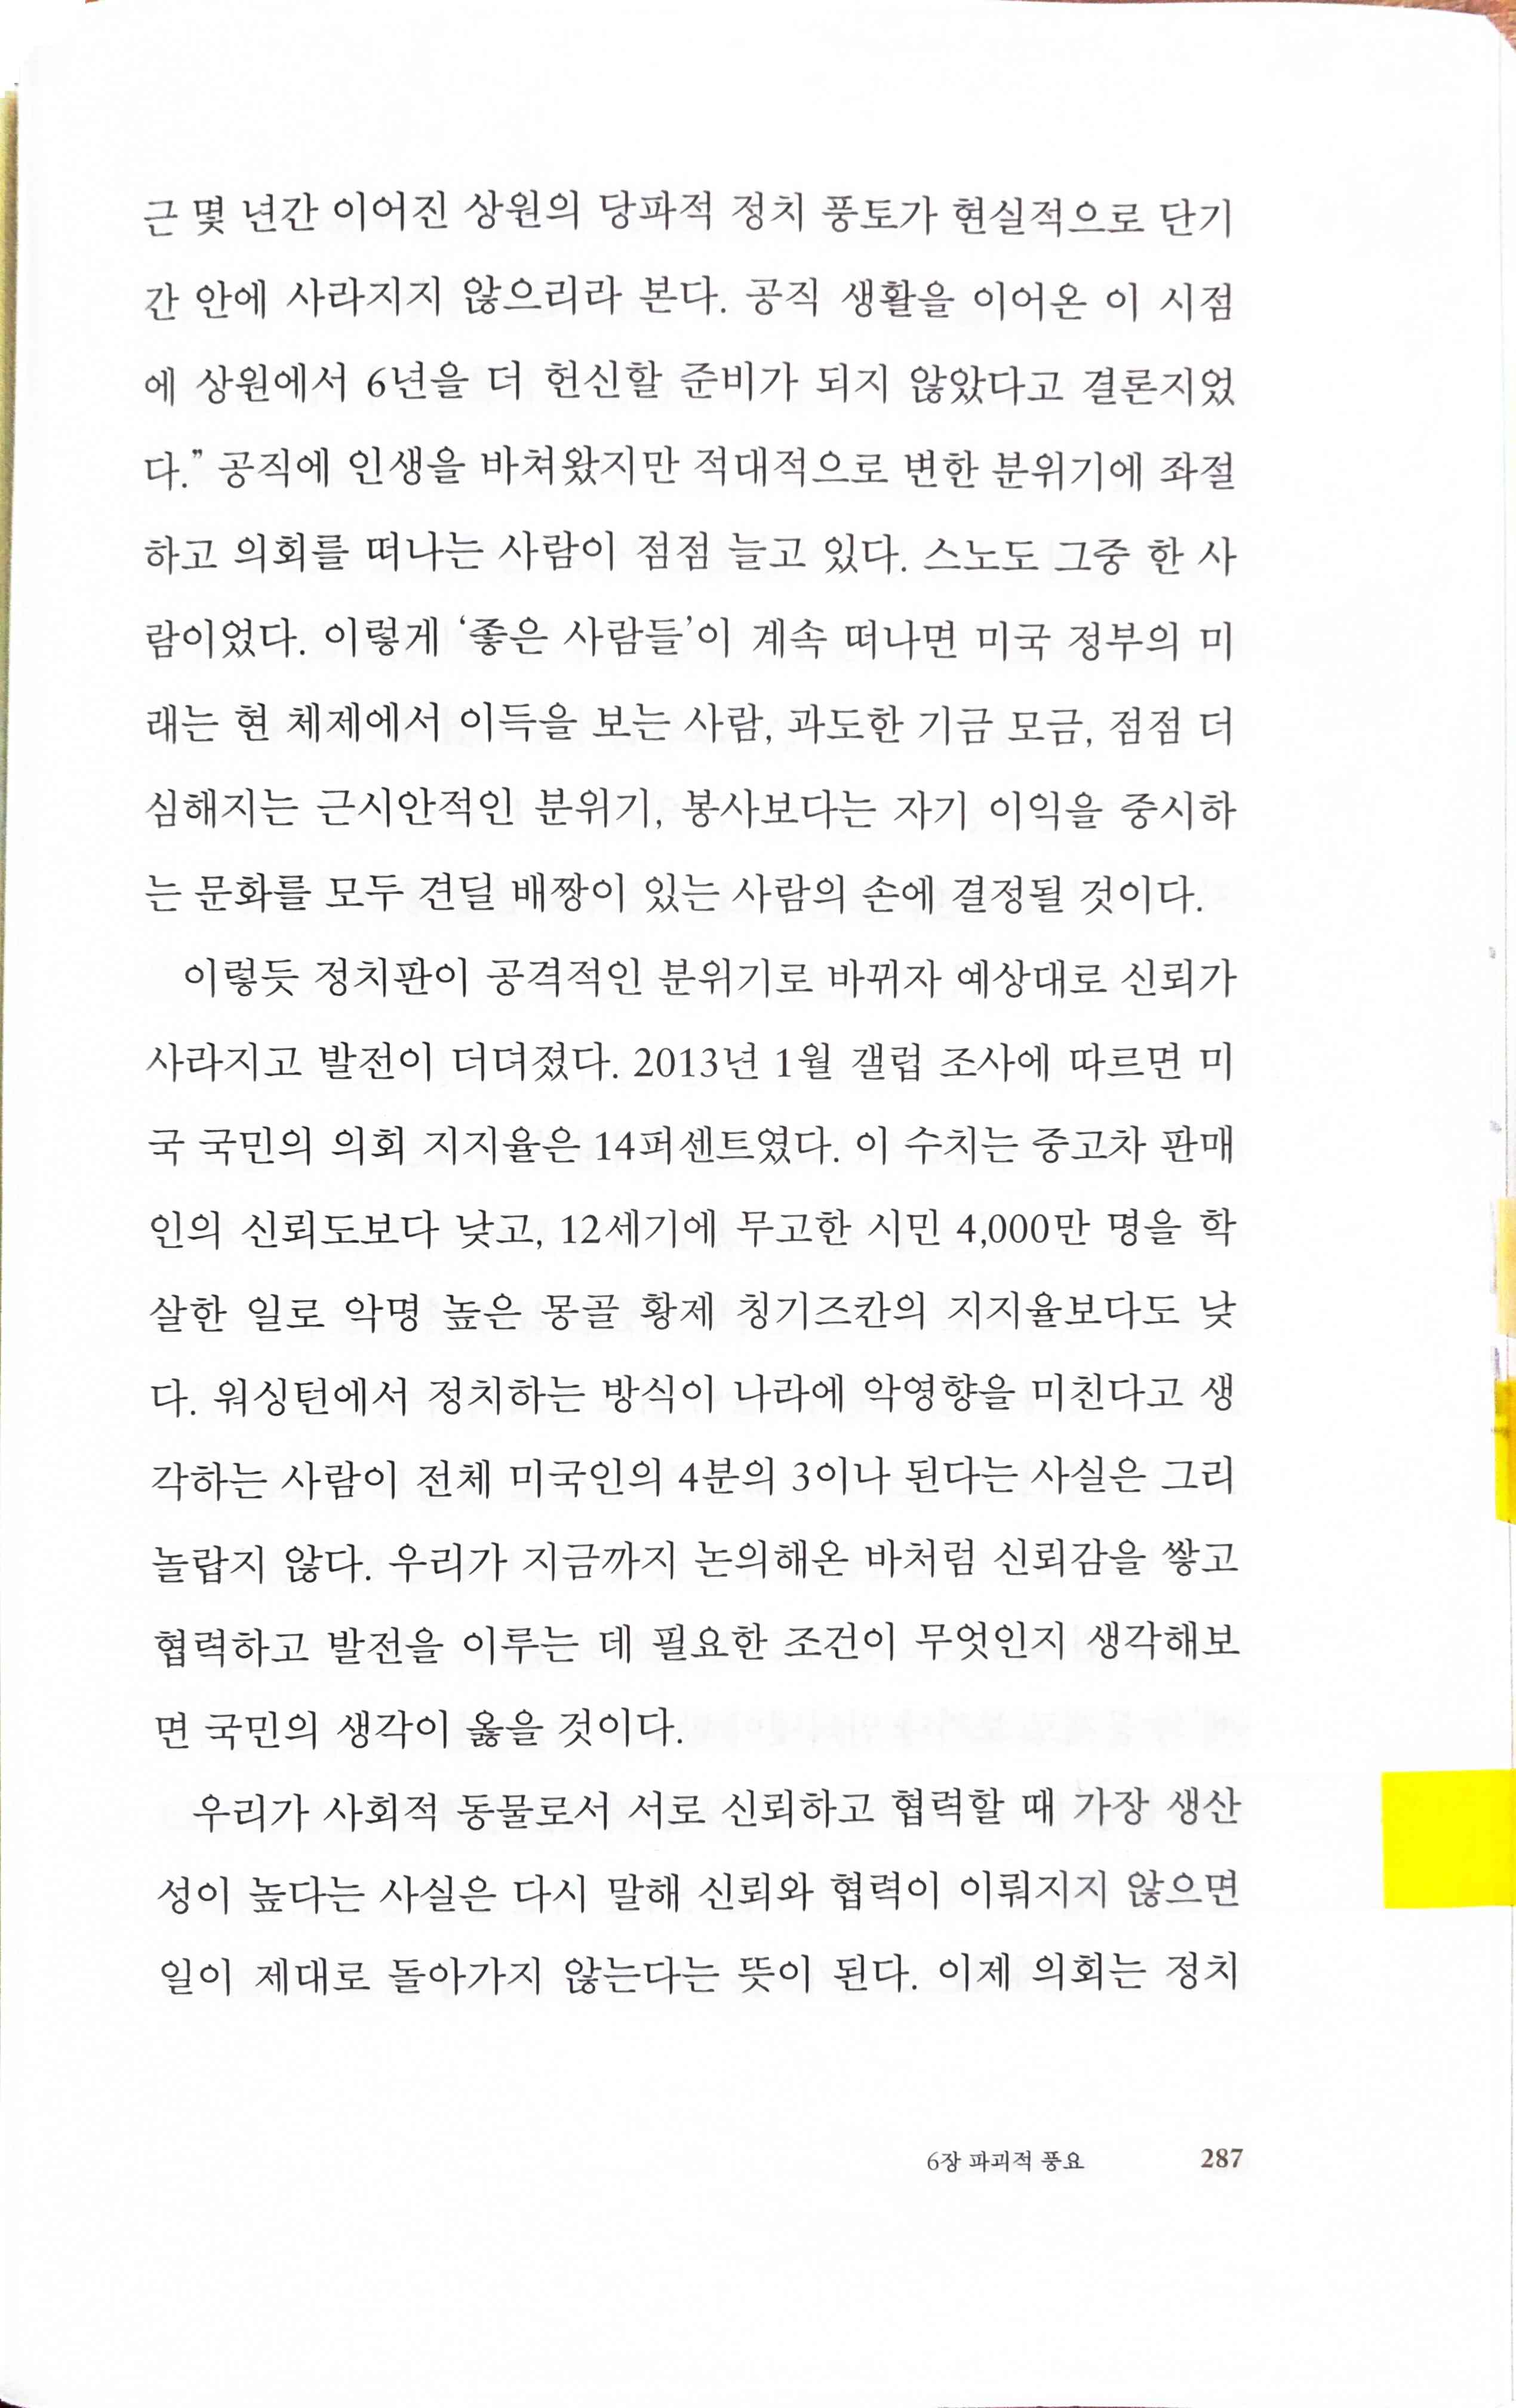 근 몇 년간 이어진 상원의 당파적 정치 풍토가 현실적으로 단기
간 안에 사라지지 않으리라 본다. 공직 생활을 이어온 이 시점
에 상원에서 6년을 더 헌신할 준비가 되지 않았다고 결론지었
다.” 공직에 인생을 바쳐왔지만 적대적으로 변한 분위기에 좌절
하고 의회를 떠나는 사람이 점점 늘고 있다. 스노도 그중 한 사
람이었다. 이렇게 ‘좋은 사람들’이 계속 떠나면 미국 정부의 미
래는 현 체제에서 이득을 보는 사람, 과도한 기금 모금, 점점 더
심해지는 근시안적인 분위기, 봉사보다는 자기 이익을 중시하
는 문화를 모두 견딜 배짱이 있는 사람의 손에 결정될 것이다.
이렇듯 정치판이 공격적인 분위기로 바뀌자 예상대로 신뢰가
사라지고 발전이 더뎌졌다. 2013년 1월 갤럽 조사에 따르면 미
국 국민의 의회 지지율은 14퍼센트였다. 이 수치는 중고차 판매
인의 신뢰도보다 낮고, 12세기에 무고한 시민 4,000만 명을 학
살한 일로 악명 높은 몽골 황제 칭기즈칸의 지지율보다도 낮
다. 워싱턴에서 정치하는 방식이 나라에 악영향을 미친다고 생
각하는 사람이 전체 미국인의 4분의 3이나 된다는 사실은 그리
놀랍지 않다. 우리가 지금까지 논의해온 바처럼 신뢰감을 쌓고
협력하고 발전을 이루는 데 필요한 조건이 무엇인지 생각해보
면 국민의 생각이 옳을 것이다.
우리가 사회적 동물로서 서로 신뢰하고 협력할 때 가장 생산
성이 높다는 사실은 다시 말해 신뢰와 협력이 이뤄지지 않으면
일이 제대로 돌아가지 않는다는 뜻이 된다. 이제 의회는 정치
6장 파괴적 풍요 287